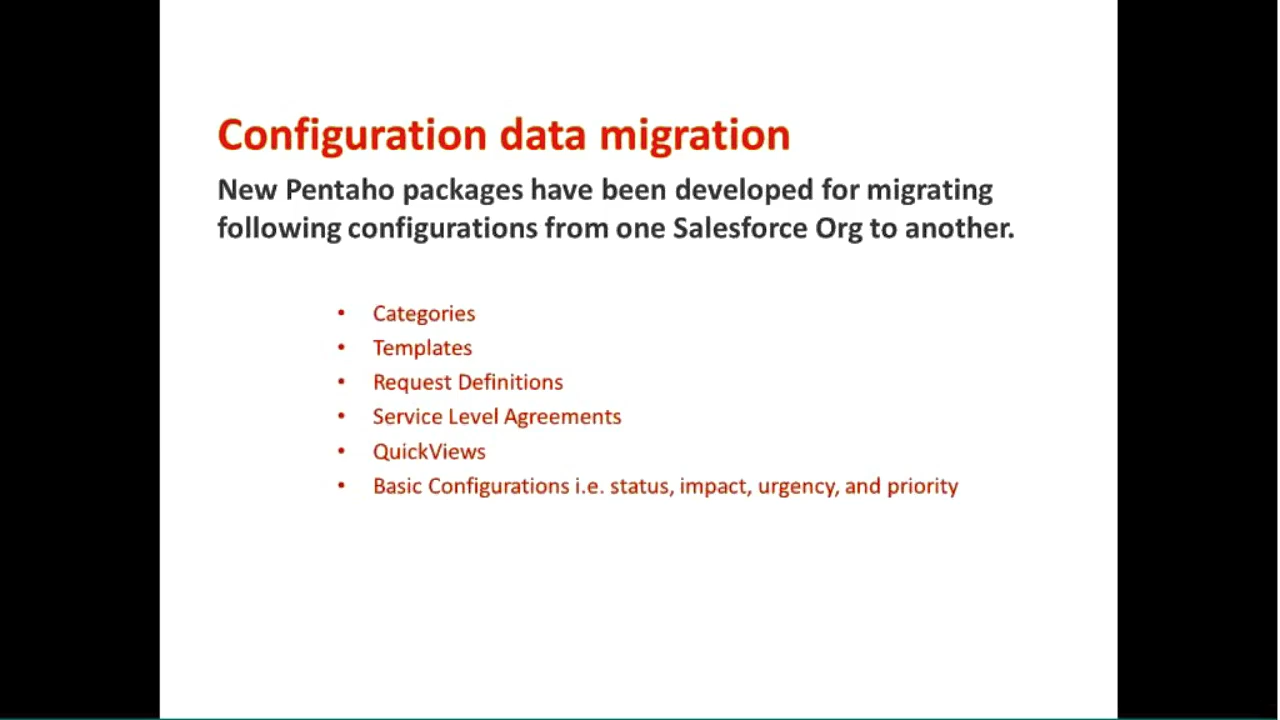 Configuration data migration
New Pentaho packages have been developed for migrating
following configurations from one Salesforce Org to another.
• Categories
• Templates
• Request Definitions
• Service Level Agreements
• QuickViews
• Basic Configurations i.e. status, impact, urgency, and priority